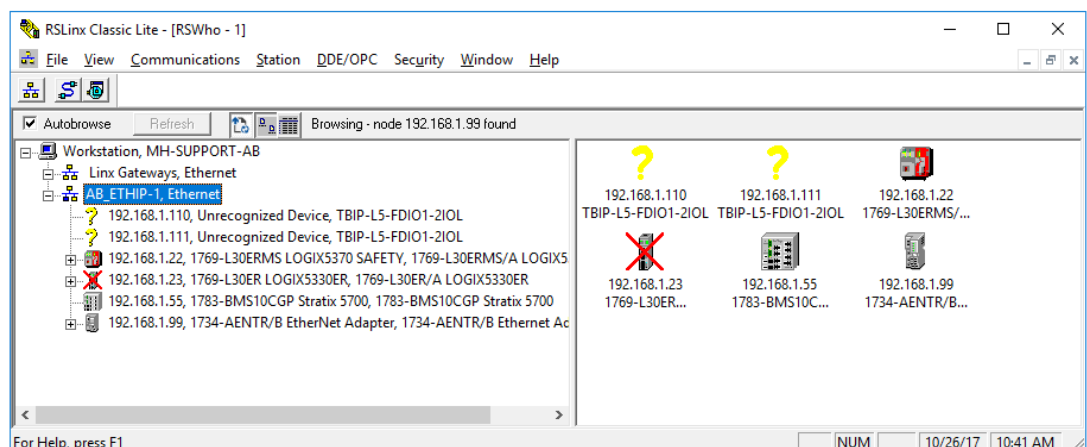 RSLinx Classic Lite - [RSWho - 1]
File View Communications Station DDE/OPC Security Window Help
Autobrowse Refresh Browsing - node 192.168.1.99 found
Workstation, MH-SUPPORT-AB
Linx Gateways, Ethernet
AB_ETHIP-1, Ethernet
192.168.1.110, Unrecognized Device, TBIP-L5-FDIO1-2IOL
192.168.1.111, Unrecognized Device, TBIP-L5-FDIO1-2IOL
192.168.1.22, 1769-L30ERMS LOGIX5370 SAFETY, 1769-L30ERMS/A LOGIX5
192.168.1.23, 1769-L30ER LOGIX5330ER, 1769-L30ER/A LOGIX5330ER
192.168.1.55, 1783-BMS10CGP Stratix 5700, 1783-BMS10CGP Stratix 5700
192.168.1.99, 1734-AENTR/B EtherNet Adapter, 1734-AENTR/B Ethernet Ac
192.168.1.110 192.168.1.111 192.168.1.22
TBIP-L5-FDIO1-2IOL TBIP-L5-FDIO1-2IOL 1769-L30ERMS/...
192.168.1.23 192.168.1.55 192.168.1.99
1769-L30ER... 1783-BMS10C... 1734-AENTR/B...
For Help, press F1 NUM 10/26/17 10:41 AM